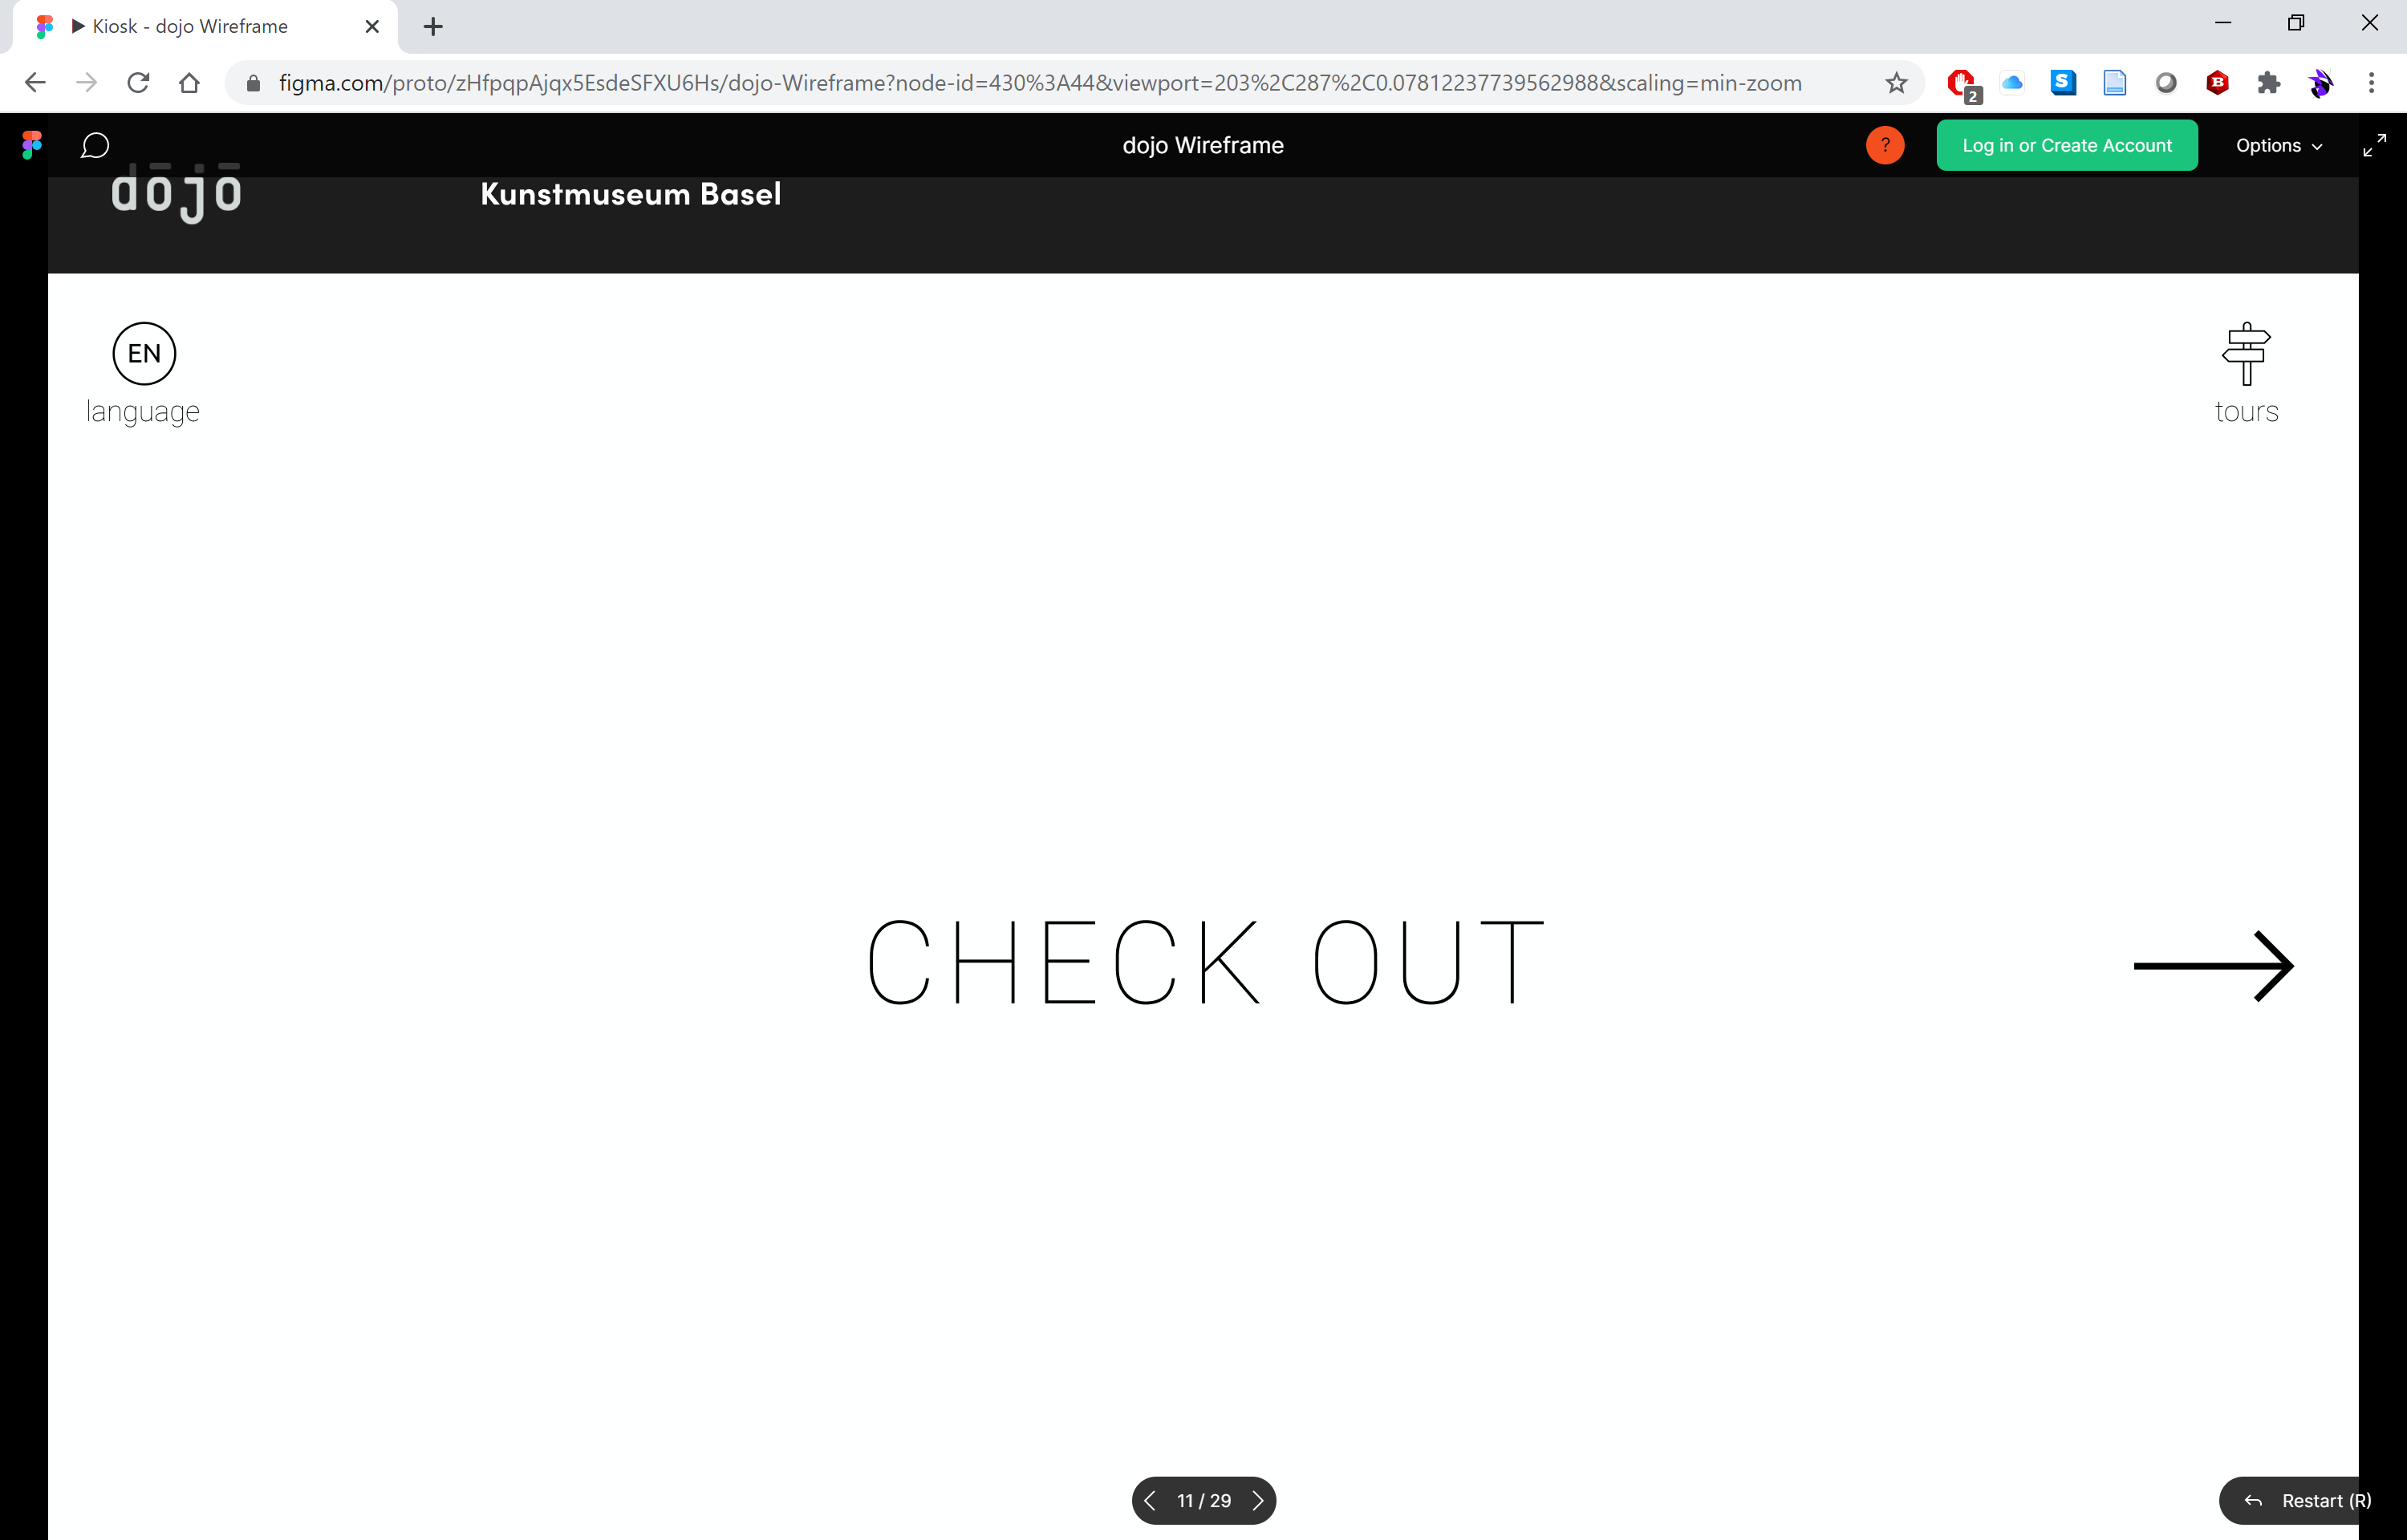 Kiosk - dojo Wireframe
figma.com/proto/zHfpqpAjqx5EsdeSFXU6Hs/dojo-Wireframe?node-id=430%3A44&viewport=203%2C287%2C0.07812237739562988&scaling=min-zoom
2
S
B
dojo Wireframe
?
Log in or Create Account
Options
dōjō
Kunstmuseum Basel
EN
language
tours
CHECK OUT
11 / 29
Restart (R)